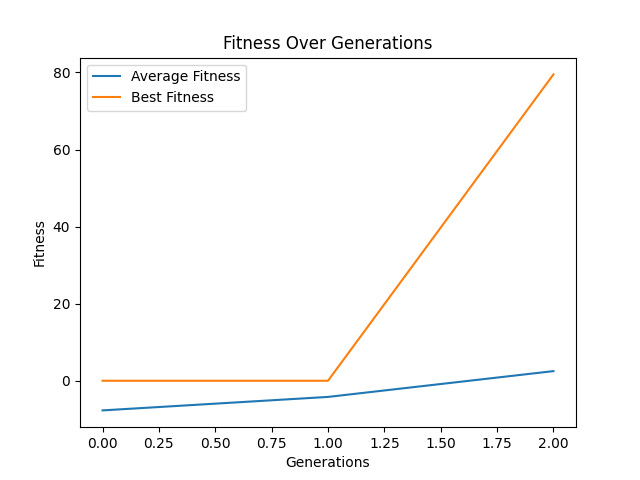 Fitness Over Generations
Average Fitness
Best Fitness
80
60
40
20
0
Fitness
0.00 0.25 0.50 0.75 1.00 1.25 1.50 1.75 2.00
Generations